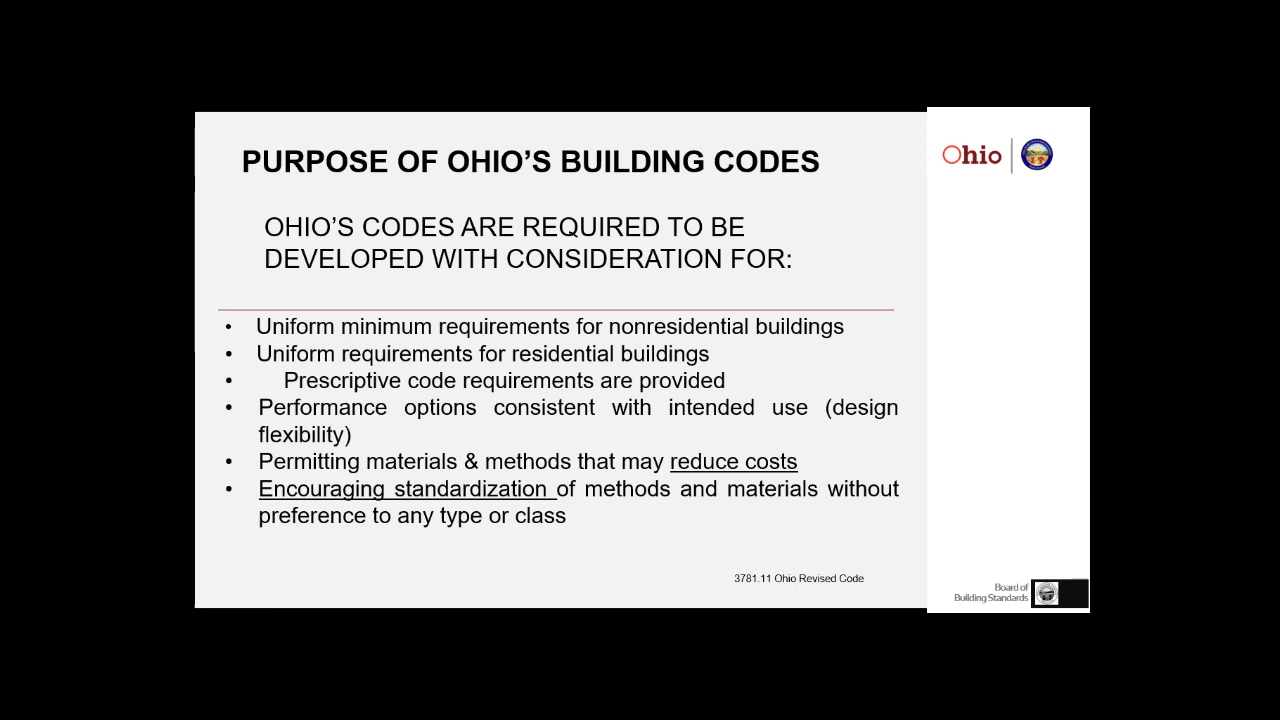 PURPOSE OF OHIO’S BUILDING CODES
Ohio
OHIO’S CODES ARE REQUIRED TO BE
DEVELOPED WITH CONSIDERATION FOR:
• Uniform minimum requirements for nonresidential buildings
• Uniform requirements for residential buildings
• Prescriptive code requirements are provided
• Performance options consistent with intended use (design
flexibility)
• Permitting materials & methods that may reduce costs
• Encouraging standardization of methods and materials without
preference to any type or class
3781.11 Ohio Revised Code
Board of
Building Standards